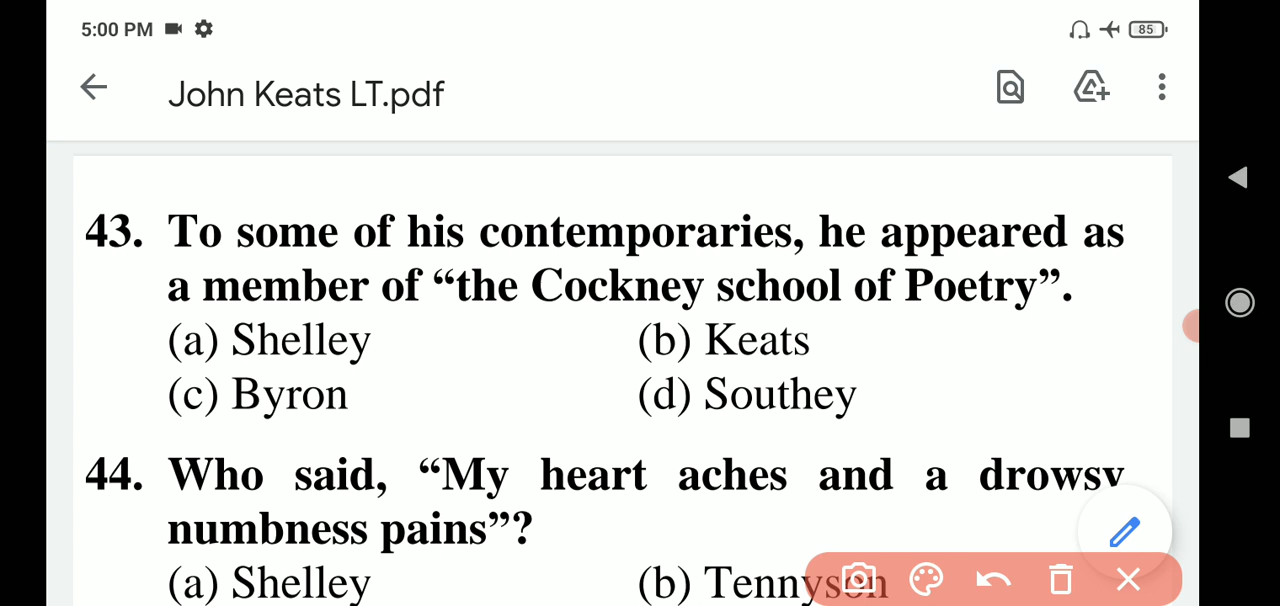 5:00 PM
85
John Keats LT.pdf
43. To some of his contemporaries, he appeared as
a member of “the Cockney school of Poetry”.
(a) Shelley (b) Keats
(c) Byron (d) Southey
44. Who said, “My heart aches and a drowsy
numbness pains”?
(a) Shelley (b) Tennyson